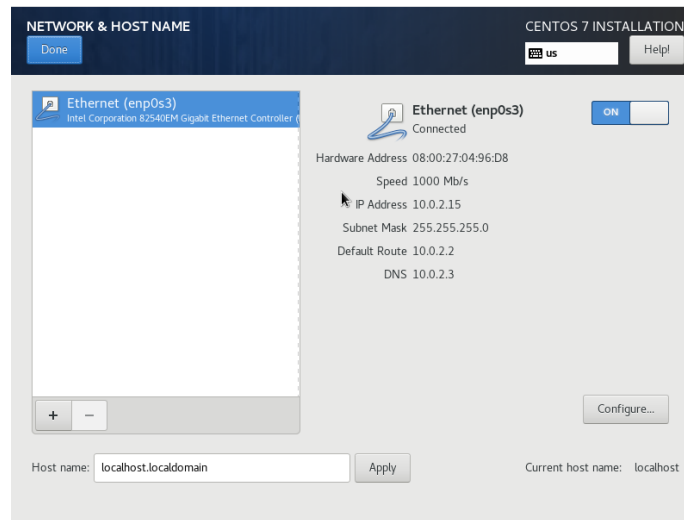 NETWORK & HOST NAME
CENTOS 7 INSTALLATION
Done
us
Help!
Ethernet (enp0s3)
Intel Corporation 82540EM Gigabit Ethernet Controller (
Ethernet (enp0s3)
Connected
ON
Hardware Address 08:00:27:04:96:D8
Speed 1000 Mb/s
IP Address 10.0.2.15
Subnet Mask 255.255.255.0
Default Route 10.0.2.2
DNS 10.0.2.3
+ −
Configure...
Host name: localhost.localdomain Apply Current host name: localhost